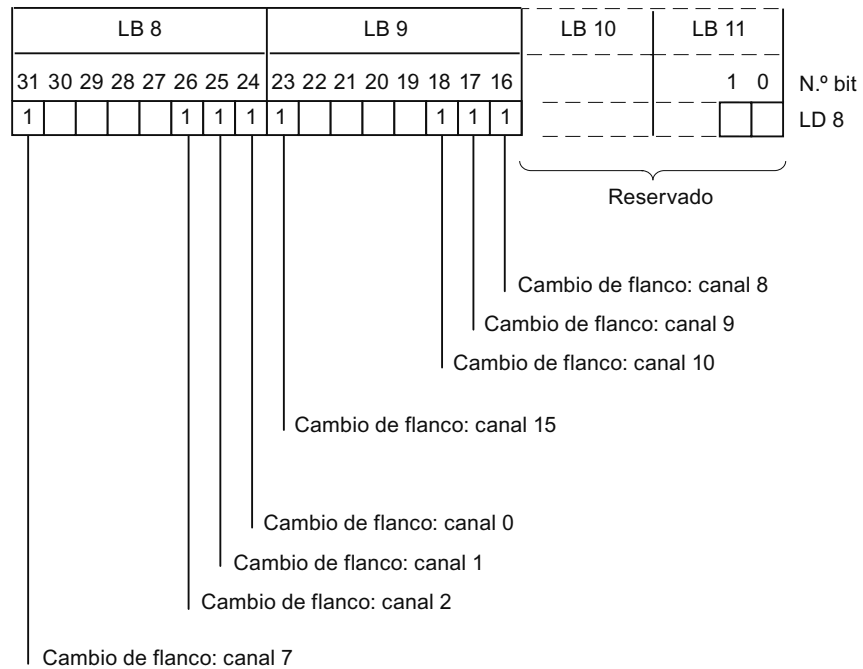 LB 8 LB 9 LB 10 LB 11
31 30 29 28 27 26 25 24 23 22 21 20 19 18 17 16 1 0 N.º bit
1 1 1 1 1 1 1 1 LD 8
Reservado
Cambio de flanco: canal 8
Cambio de flanco: canal 9
Cambio de flanco: canal 10
Cambio de flanco: canal 15
Cambio de flanco: canal 0
Cambio de flanco: canal 1
Cambio de flanco: canal 2
Cambio de flanco: canal 7